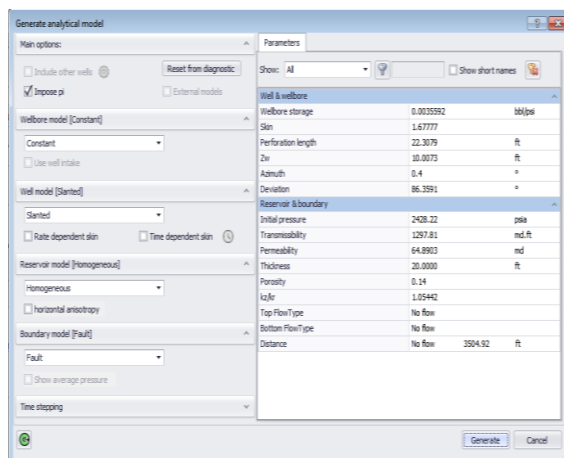 Generate analytical model
Main options:
Include other wells
Reset from diagnostic
Impose pi
External models
Wellbore model [Constant]
Constant
Use well intake
Well model [Slanted]
Slanted
Rate dependent skin
Time dependent skin
Reservoir model [Homogeneous]
Homogeneous
horizontal anisotropy
Boundary model [Fault]
Fault
Show average pressure
Time stepping
Parameters
Show: All
Show short names
Well & wellbore
Wellbore storage 0.0035592 bbl/psi
Skin 1.67777
Perforation length 22.3079 ft
Zw 10.0073 ft
Azimuth 0.4 °
Deviation 86.3591 °
Reservoir & boundary
Initial pressure 2428.22 psia
Transmissibility 1297.81 md.ft
Permeability 64.8903 md
Thickness 20.0000 ft
Porosity 0.14
kz/kr 1.05442
Top FlowType No flow
Bottom FlowType No flow
Distance No flow 3504.92 ft
Generate
Cancel